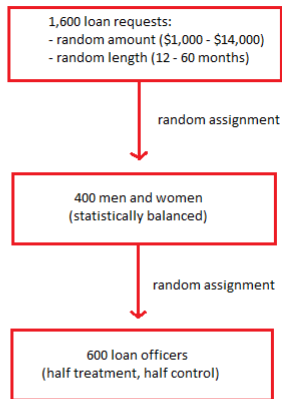 1,600 loan requests:
- random amount ($1,000 - $14,000)
- random length (12 - 60 months)
random assignment
400 men and women
(statistically balanced)
random assignment
600 loan officers
(half treatment, half control)